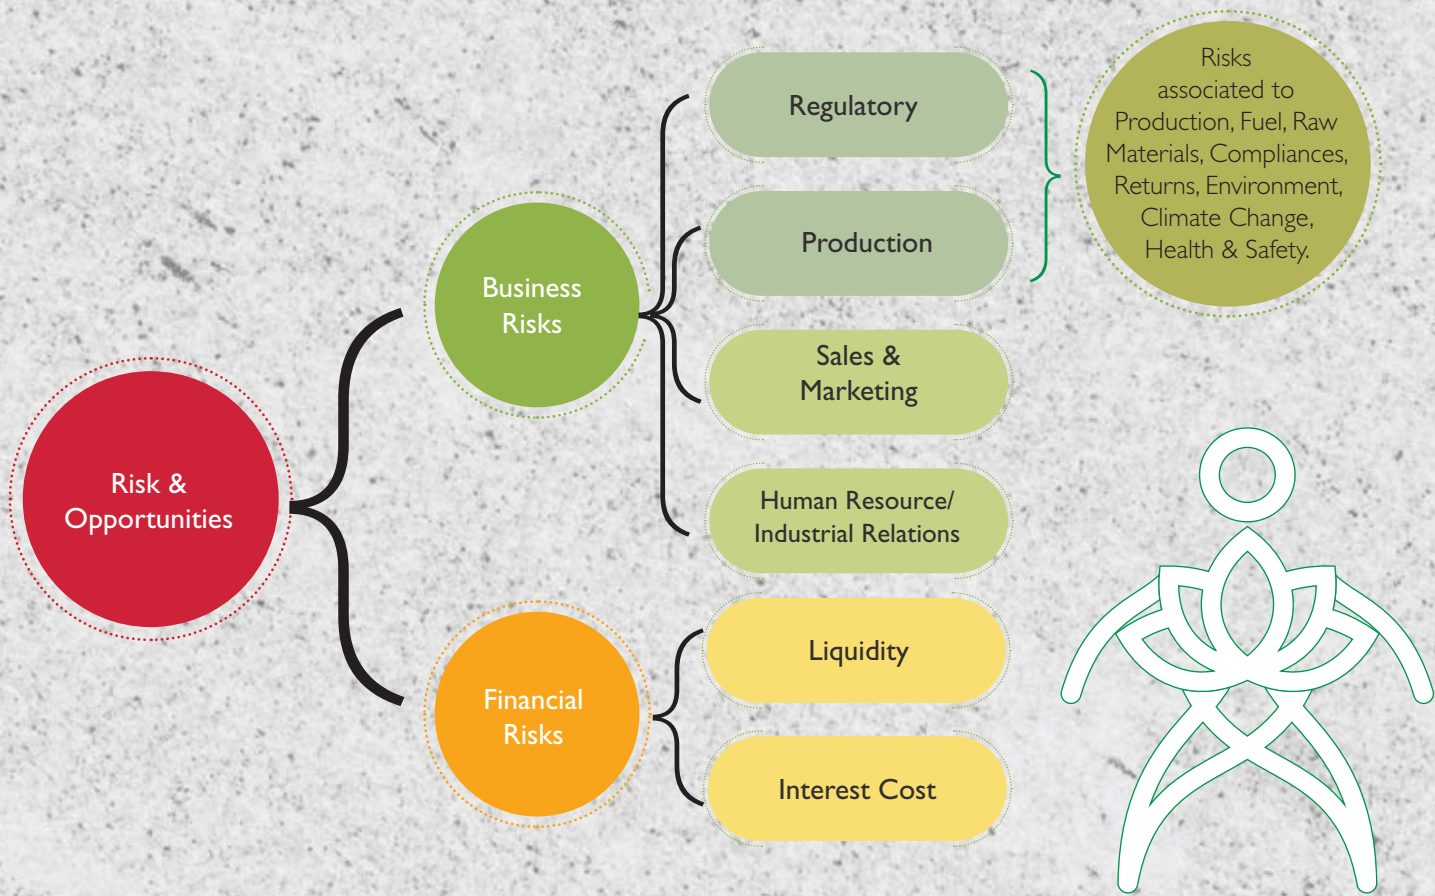 Risk &
Opportunities
Business
Risks
Financial
Risks
Regulatory
Production
Sales &
Marketing
Human Resource/
Industrial Relations
Liquidity
Interest Cost
Risks
associated to
Production, Fuel, Raw
Materials, Compliances,
Returns, Environment,
Climate Change,
Health & Safety.